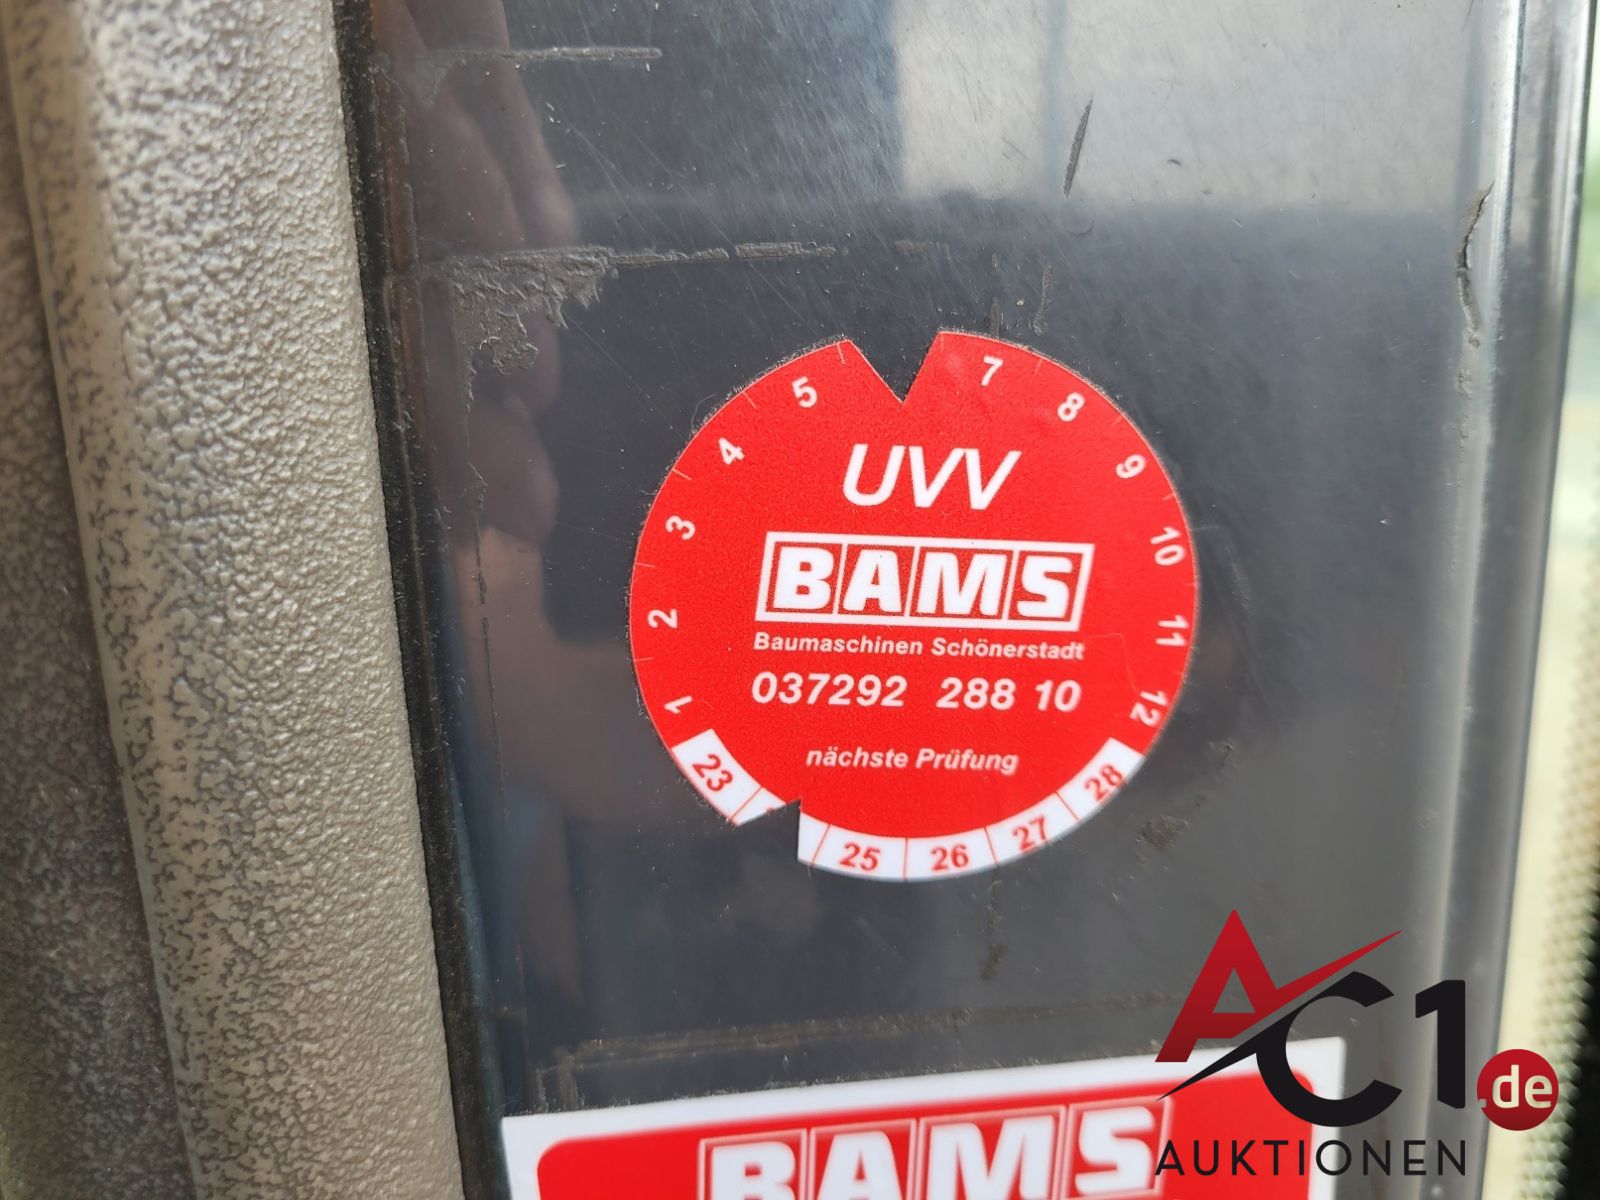 5 7 8
4 9
3 10
2 11
1 12
UVV
BAMS
Baumaschinen Schönerstadt
037292 288 10
nächste Prüfung
23 25 26 27 28
BAMS
AC1.de
AUKTIONEN